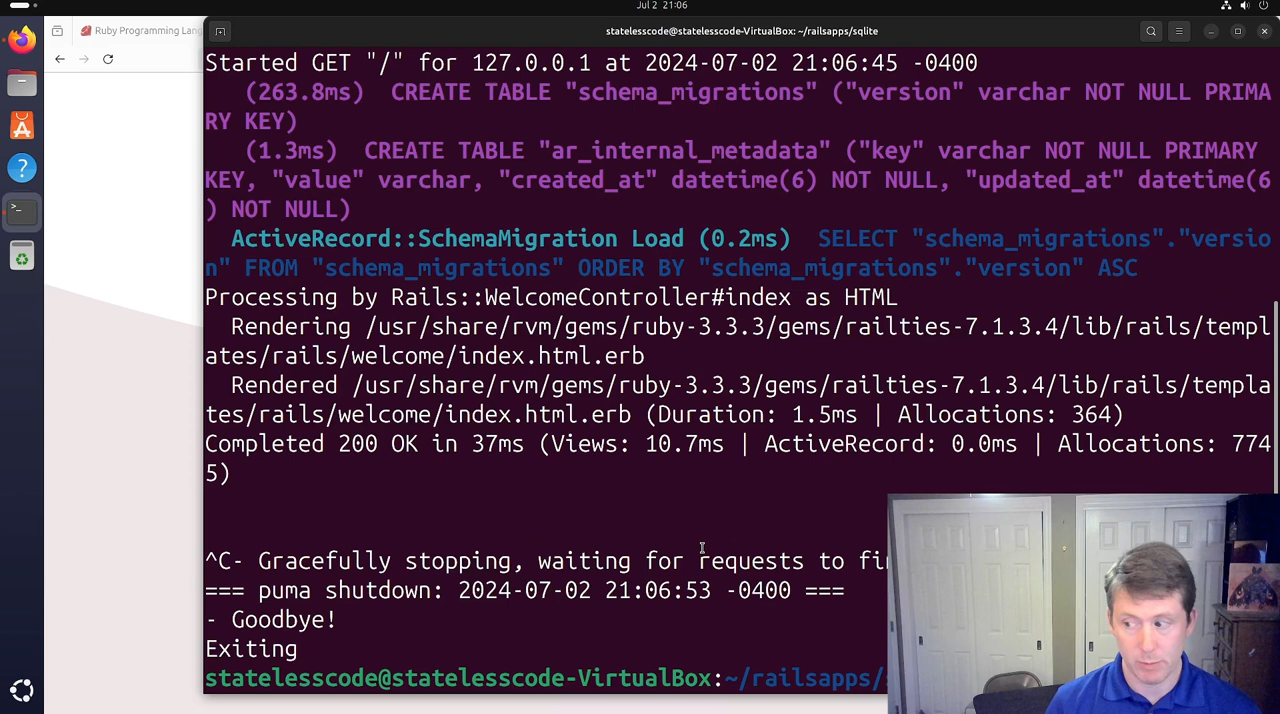 Jul 2 21:06
Ruby Programming Lan
statelesscode@statelesscode-VirtualBox: ~/railsapps/sqlite
Started GET "/" for 127.0.0.1 at 2024-07-02 21:06:45 -0400
(263.8ms) CREATE TABLE "schema_migrations" ("version" varchar NOT NULL PRIMA
RY KEY)
(1.3ms) CREATE TABLE "ar_internal_metadata" ("key" varchar NOT NULL PRIMARY
KEY, "value" varchar, "created_at" datetime(6) NOT NULL, "updated_at" datetime(6
) NOT NULL)
ActiveRecord::SchemaMigration Load (0.2ms) SELECT "schema_migrations"."versio
n" FROM "schema_migrations" ORDER BY "schema_migrations"."version" ASC
Processing by Rails::WelcomeController#index as HTML
Rendering /usr/share/rvm/gems/ruby-3.3.3/gems/railties-7.1.3.4/lib/rails/templ
ates/rails/welcome/index.html.erb
Rendered /usr/share/rvm/gems/ruby-3.3.3/gems/railties-7.1.3.4/lib/rails/templa
tes/rails/welcome/index.html.erb (Duration: 1.5ms | Allocations: 364)
Completed 200 OK in 37ms (Views: 10.7ms | ActiveRecord: 0.0ms | Allocations: 774
5)
^C- Gracefully stopping, waiting for requests to fin
=== puma shutdown: 2024-07-02 21:06:53 -0400 ===
- Goodbye!
Exiting
statelesscode@statelesscode-VirtualBox:~/railsapps/s